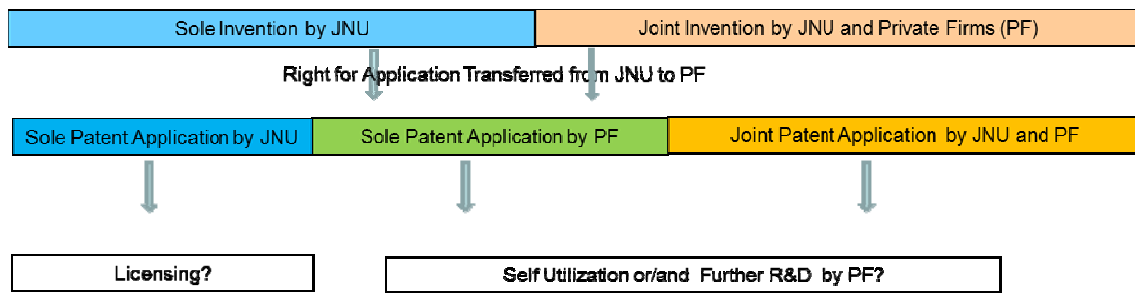 Sole Invention by JNU
Joint Invention by JNU and Private Firms (PF)
Right for Application Transferred from JNU to PF
Sole Patent Application by JNU
Sole Patent Application by PF
Joint Patent Application by JNU and PF
Licensing?
Self Utilization or/and Further R&D by PF?